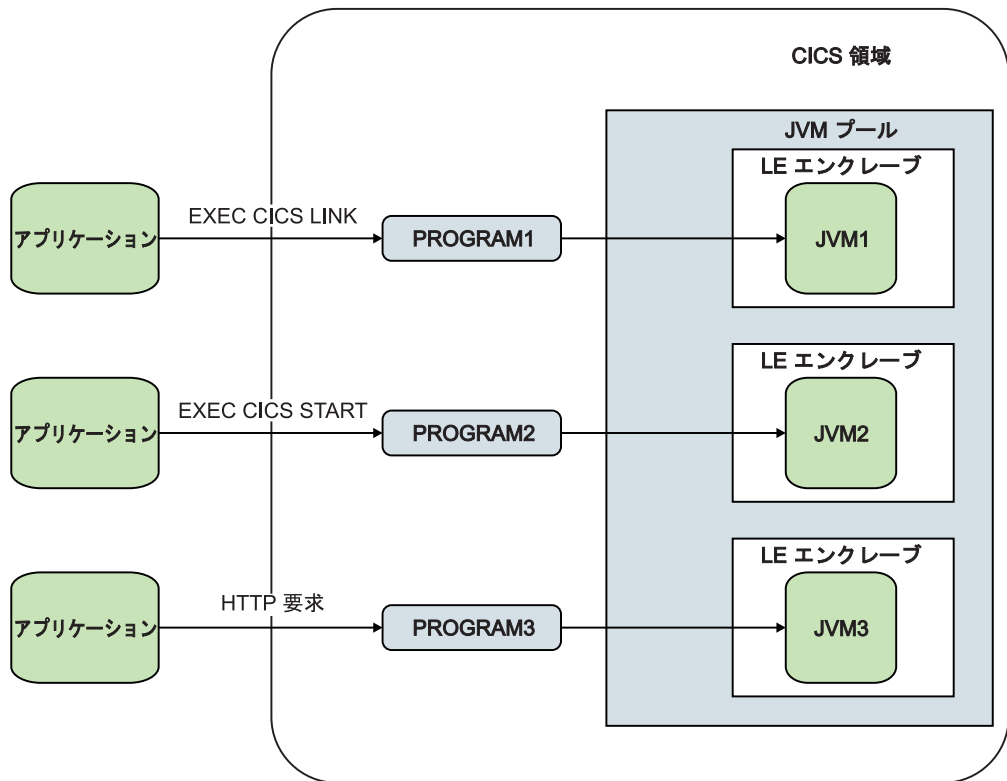 CICS 領域
JVM プール
LE エンクレーブ
アプリケーション
EXEC CICS LINK
PROGRAM1
JVM1
LE エンクレーブ
アプリケーション
EXEC CICS START
PROGRAM2
JVM2
LE エンクレーブ
アプリケーション
HTTP 要求
PROGRAM3
JVM3